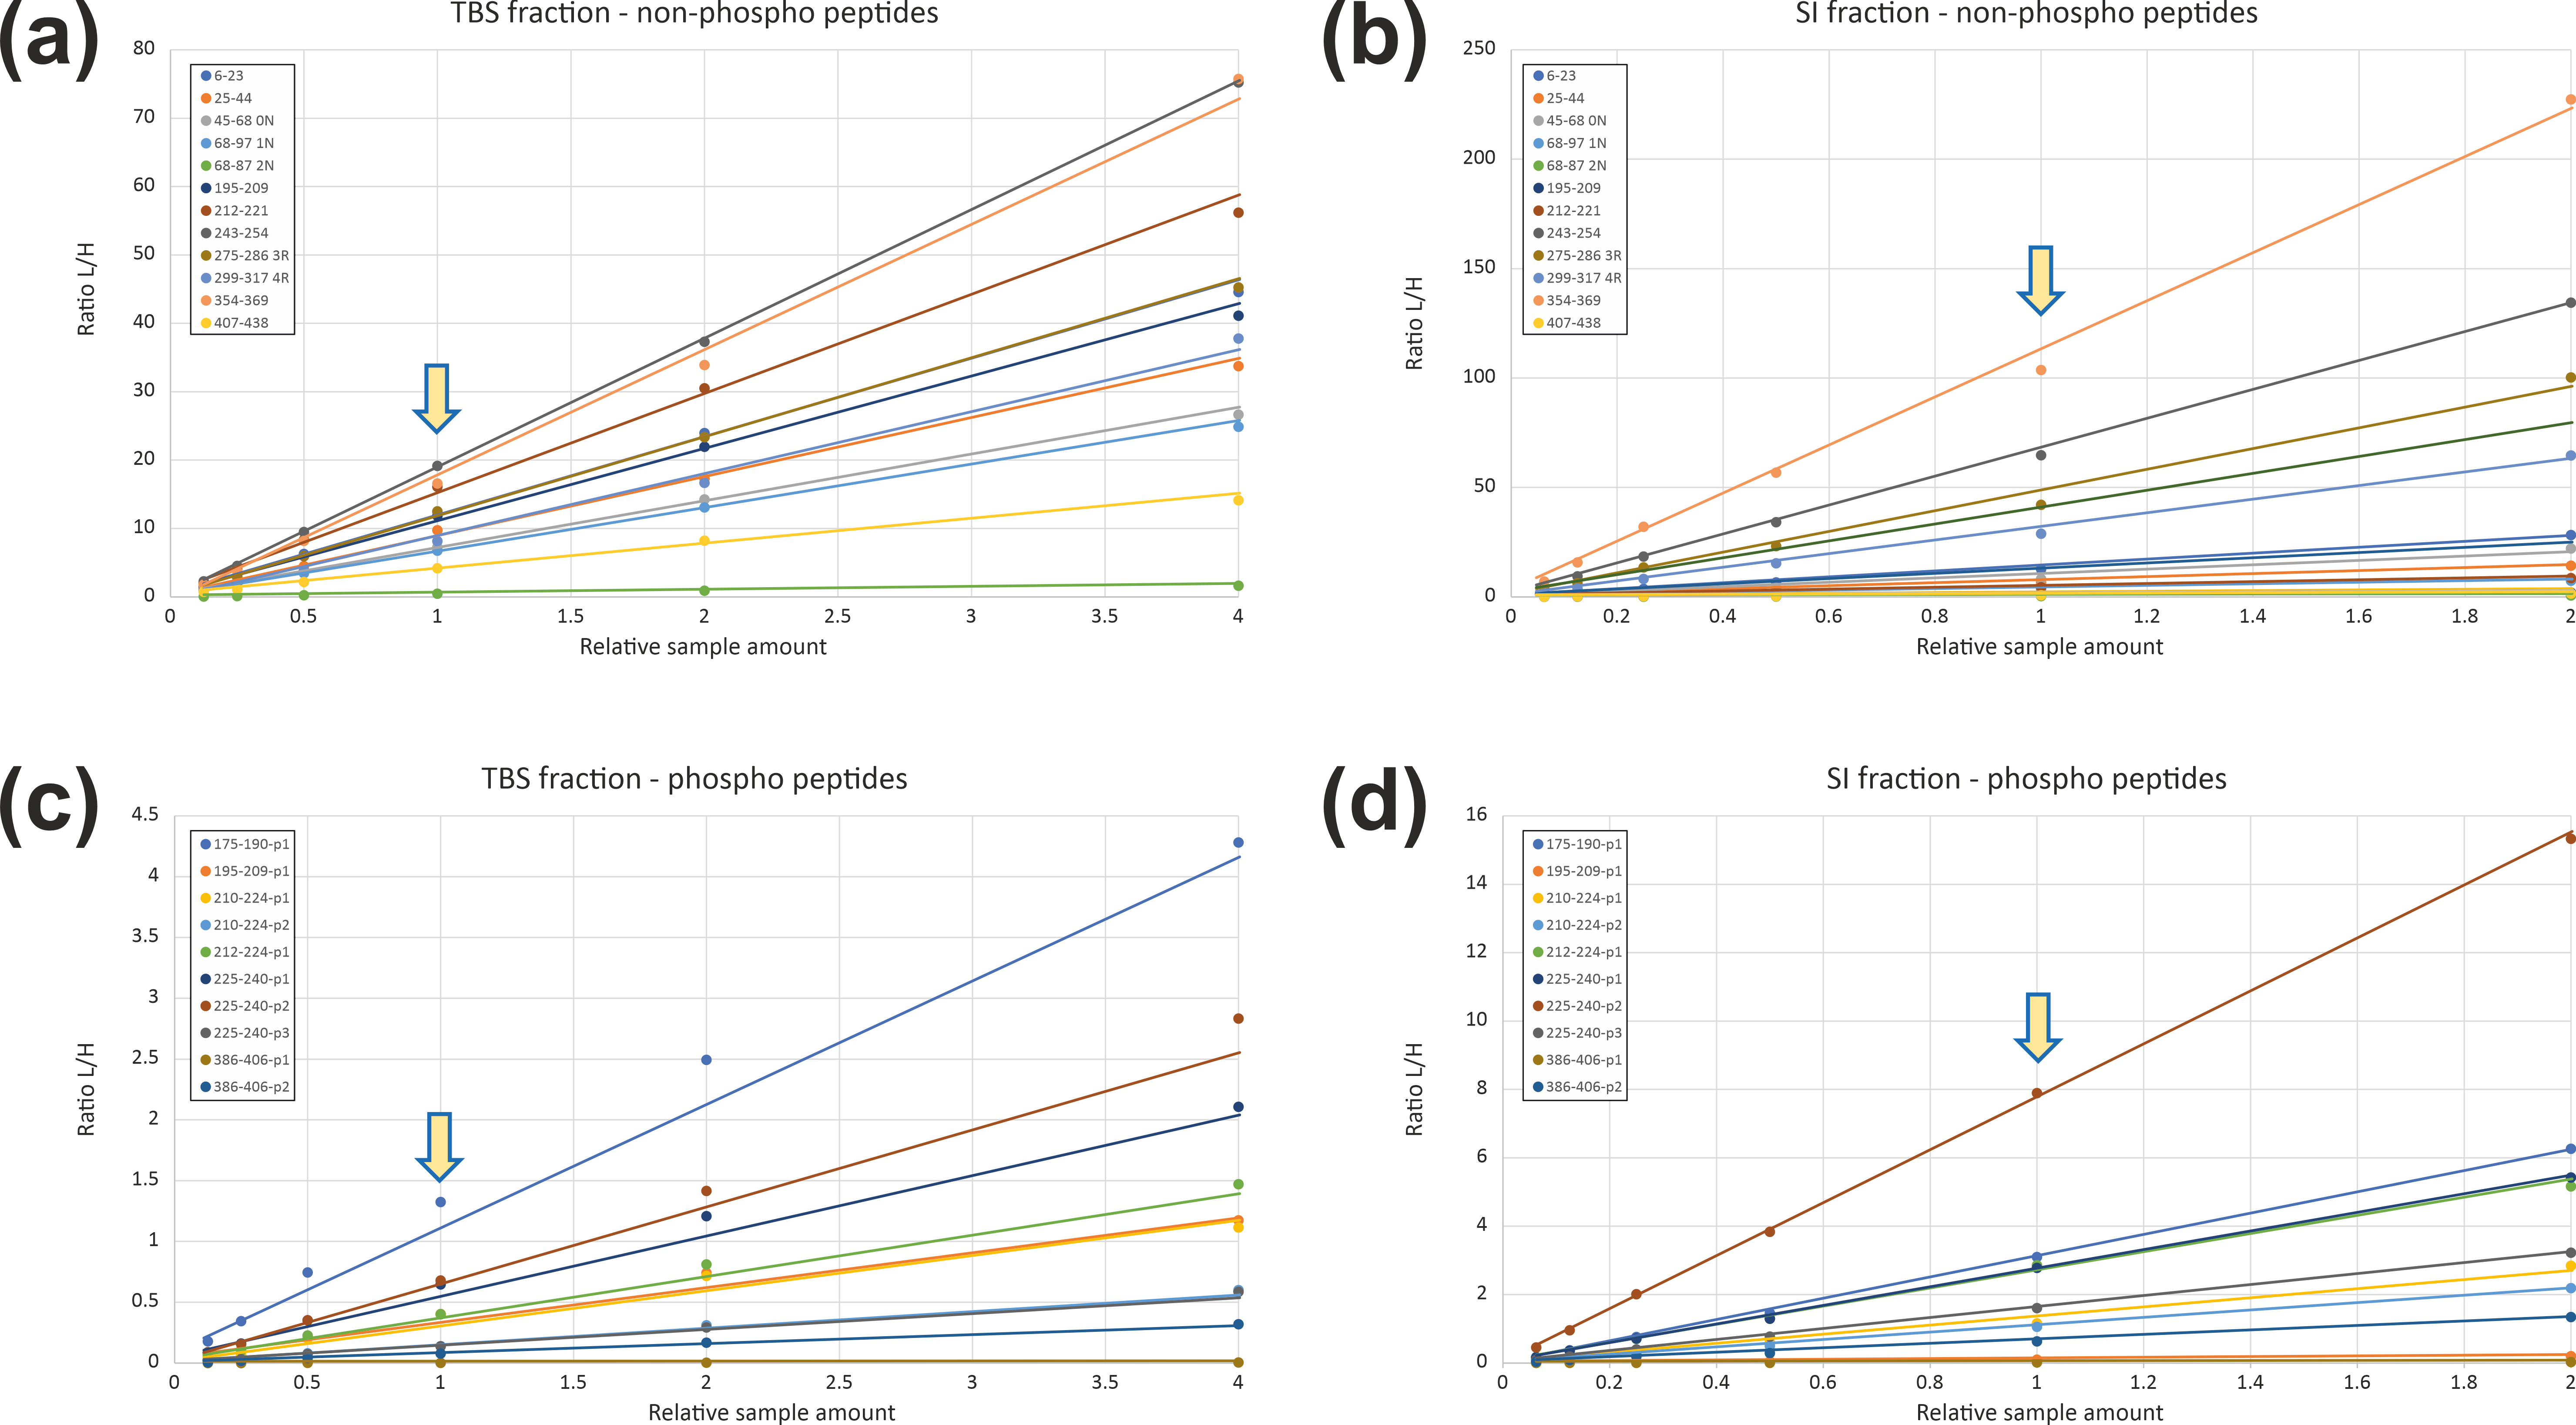 (a)
TBS fraction - non-phospho peptides
80
70
60
50
40
30
20
10
0
Ratio L/H
6-23
25-44
45-68 0N
68-97 1N
68-87 2N
195-209
212-221
243-254
275-286 3R
299-317 4R
354-369
407-438
0 0.5 1 1.5 2 2.5 3 3.5 4
Relative sample amount
(b)
SI fraction - non-phospho peptides
250
200
150
100
50
0
Ratio L/H
6-23
25-44
45-68 0N
68-97 1N
68-87 2N
195-209
212-221
243-254
275-286 3R
299-317 4R
354-369
407-438
0 0.2 0.4 0.6 0.8 1 1.2 1.4 1.6 1.8 2
Relative sample amount
(c)
TBS fraction - phospho peptides
4.5
4
3.5
3
2.5
2
1.5
1
0.5
0
Ratio L/H
175-190-p1
195-209-p1
210-224-p1
210-224-p2
212-224-p1
225-240-p1
225-240-p2
225-240-p3
386-406-p1
386-406-p2
0 0.5 1 1.5 2 2.5 3 3.5 4
Relative sample amount
(d)
SI fraction - phospho peptides
16
14
12
10
8
6
4
2
0
Ratio L/H
175-190-p1
195-209-p1
210-224-p1
210-224-p2
212-224-p1
225-240-p1
225-240-p2
225-240-p3
386-406-p1
386-406-p2
0 0.2 0.4 0.6 0.8 1 1.2 1.4 1.6 1.8 2
Relative sample amount